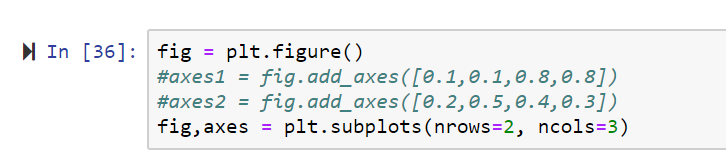 In [36]: fig = plt.figure()
#axes1 = fig.add_axes([0.1,0.1,0.8,0.8])
#axes2 = fig.add_axes([0.2,0.5,0.4,0.3])
fig,axes = plt.subplots(nrows=2, ncols=3)